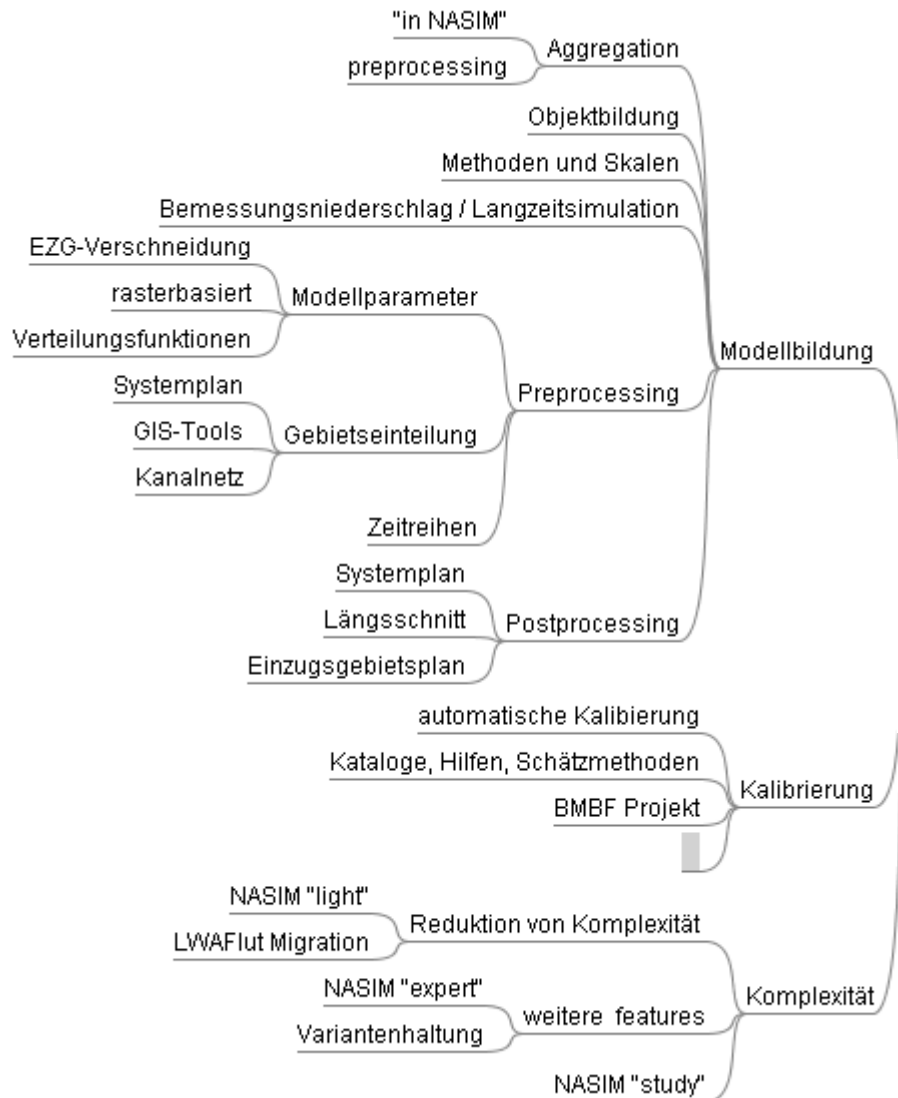 "in NASIM"
Aggregation
preprocessing
Objektbildung
Methoden und Skalen
Bemessungsniederschlag / Langzeitsimulation
EZG-Verschneidung
rasterbasiert
Modellparameter
Verteilungsfunktionen
Modellbildung
Systemplan
Preprocessing
GIS-Tools
Gebietseinteilung
Kanalnetz
Zeitreihen
Systemplan
Längsschnitt
Postprocessing
Einzugsgebietsplan
automatische Kalibierung
Kataloge, Hilfen, Schätzmethoden
Kalibrierung
BMBF Projekt
NASIM "light"
Reduktion von Komplexität
LWAFlut Migration
NASIM "expert"
Komplexität
weitere features
Variantenhaltung
NASIM "study"